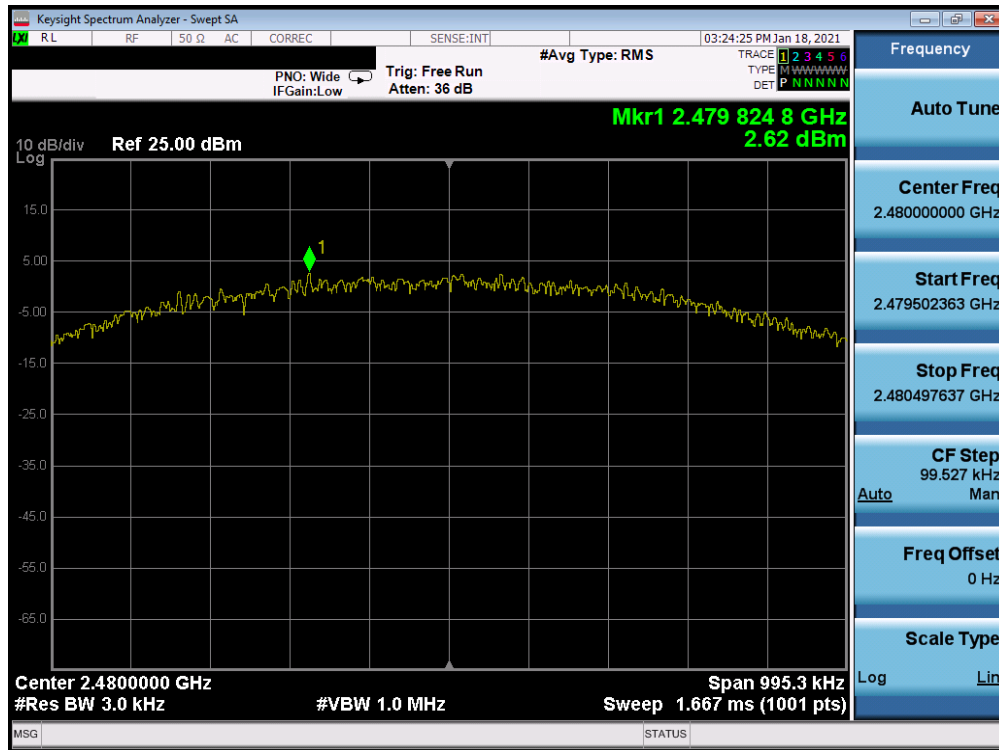 Keysight Spectrum Analyzer - Swept SA
LXI RL RF 50 Ω AC CORREC SENSE:INT 03:24:25 PM Jan 18, 2021
#Avg Type: RMS
TRACE 1 2 3 4 5 6
TYPE M W W W W W
DET P N N N N N
PNO: Wide Trig: Free Run
IFGain:Low Atten: 36 dB
Mkr1 2.479 824 8 GHz
2.62 dBm
10 dB/div Ref 25.00 dBm
Log
15.0
5.00
-5.00
-15.0
-25.0
-35.0
-45.0
-55.0
-65.0
1
Center 2.4800000 GHz Span 995.3 kHz
#Res BW 3.0 kHz #VBW 1.0 MHz Sweep 1.667 ms (1001 pts)
MSG STATUS
Frequency
Auto Tune
Center Freq
2.480000000 GHz
Start Freq
2.479502363 GHz
Stop Freq
2.480497637 GHz
CF Step
99.527 kHz
Auto Man
Freq Offset
0 Hz
Scale Type
Log Lin